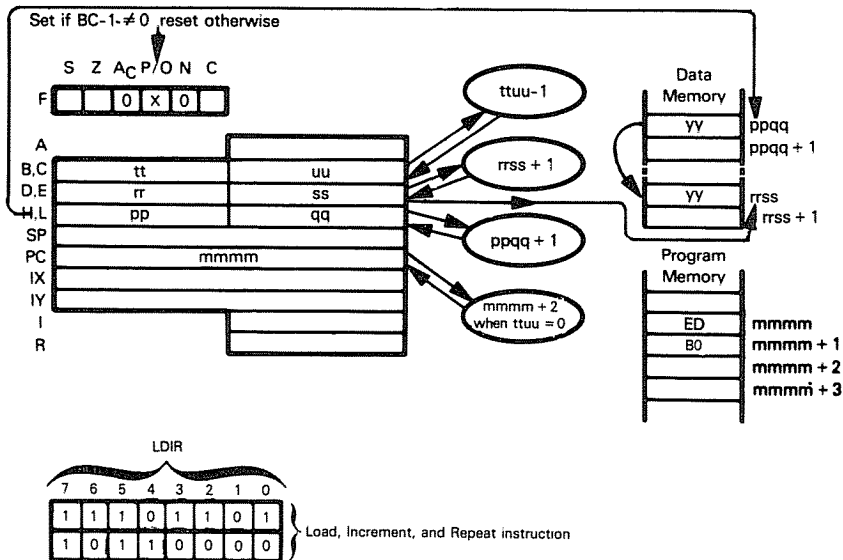 Set if BC-1-≠0 reset otherwise
S Z AC P/O N C
F 0 X 0
A
B,C tt uu
D,E rr ss
H,L pp qq
SP
PC mmmm
IX
IY
I
R
ttuu-1
rrss + 1
ppqq + 1
mmmm + 2
when ttuu = 0
Data
Memory
yy ppqq
ppqq + 1
yy rrss
rrss + 1
Program
Memory
ED mmmm
B0 mmmm + 1
mmmm + 2
mmmm + 3
LDIR
7 6 5 4 3 2 1 0
1 1 1 0 1 1 0 1
1 0 1 1 0 0 0 0
Load, Increment, and Repeat instruction